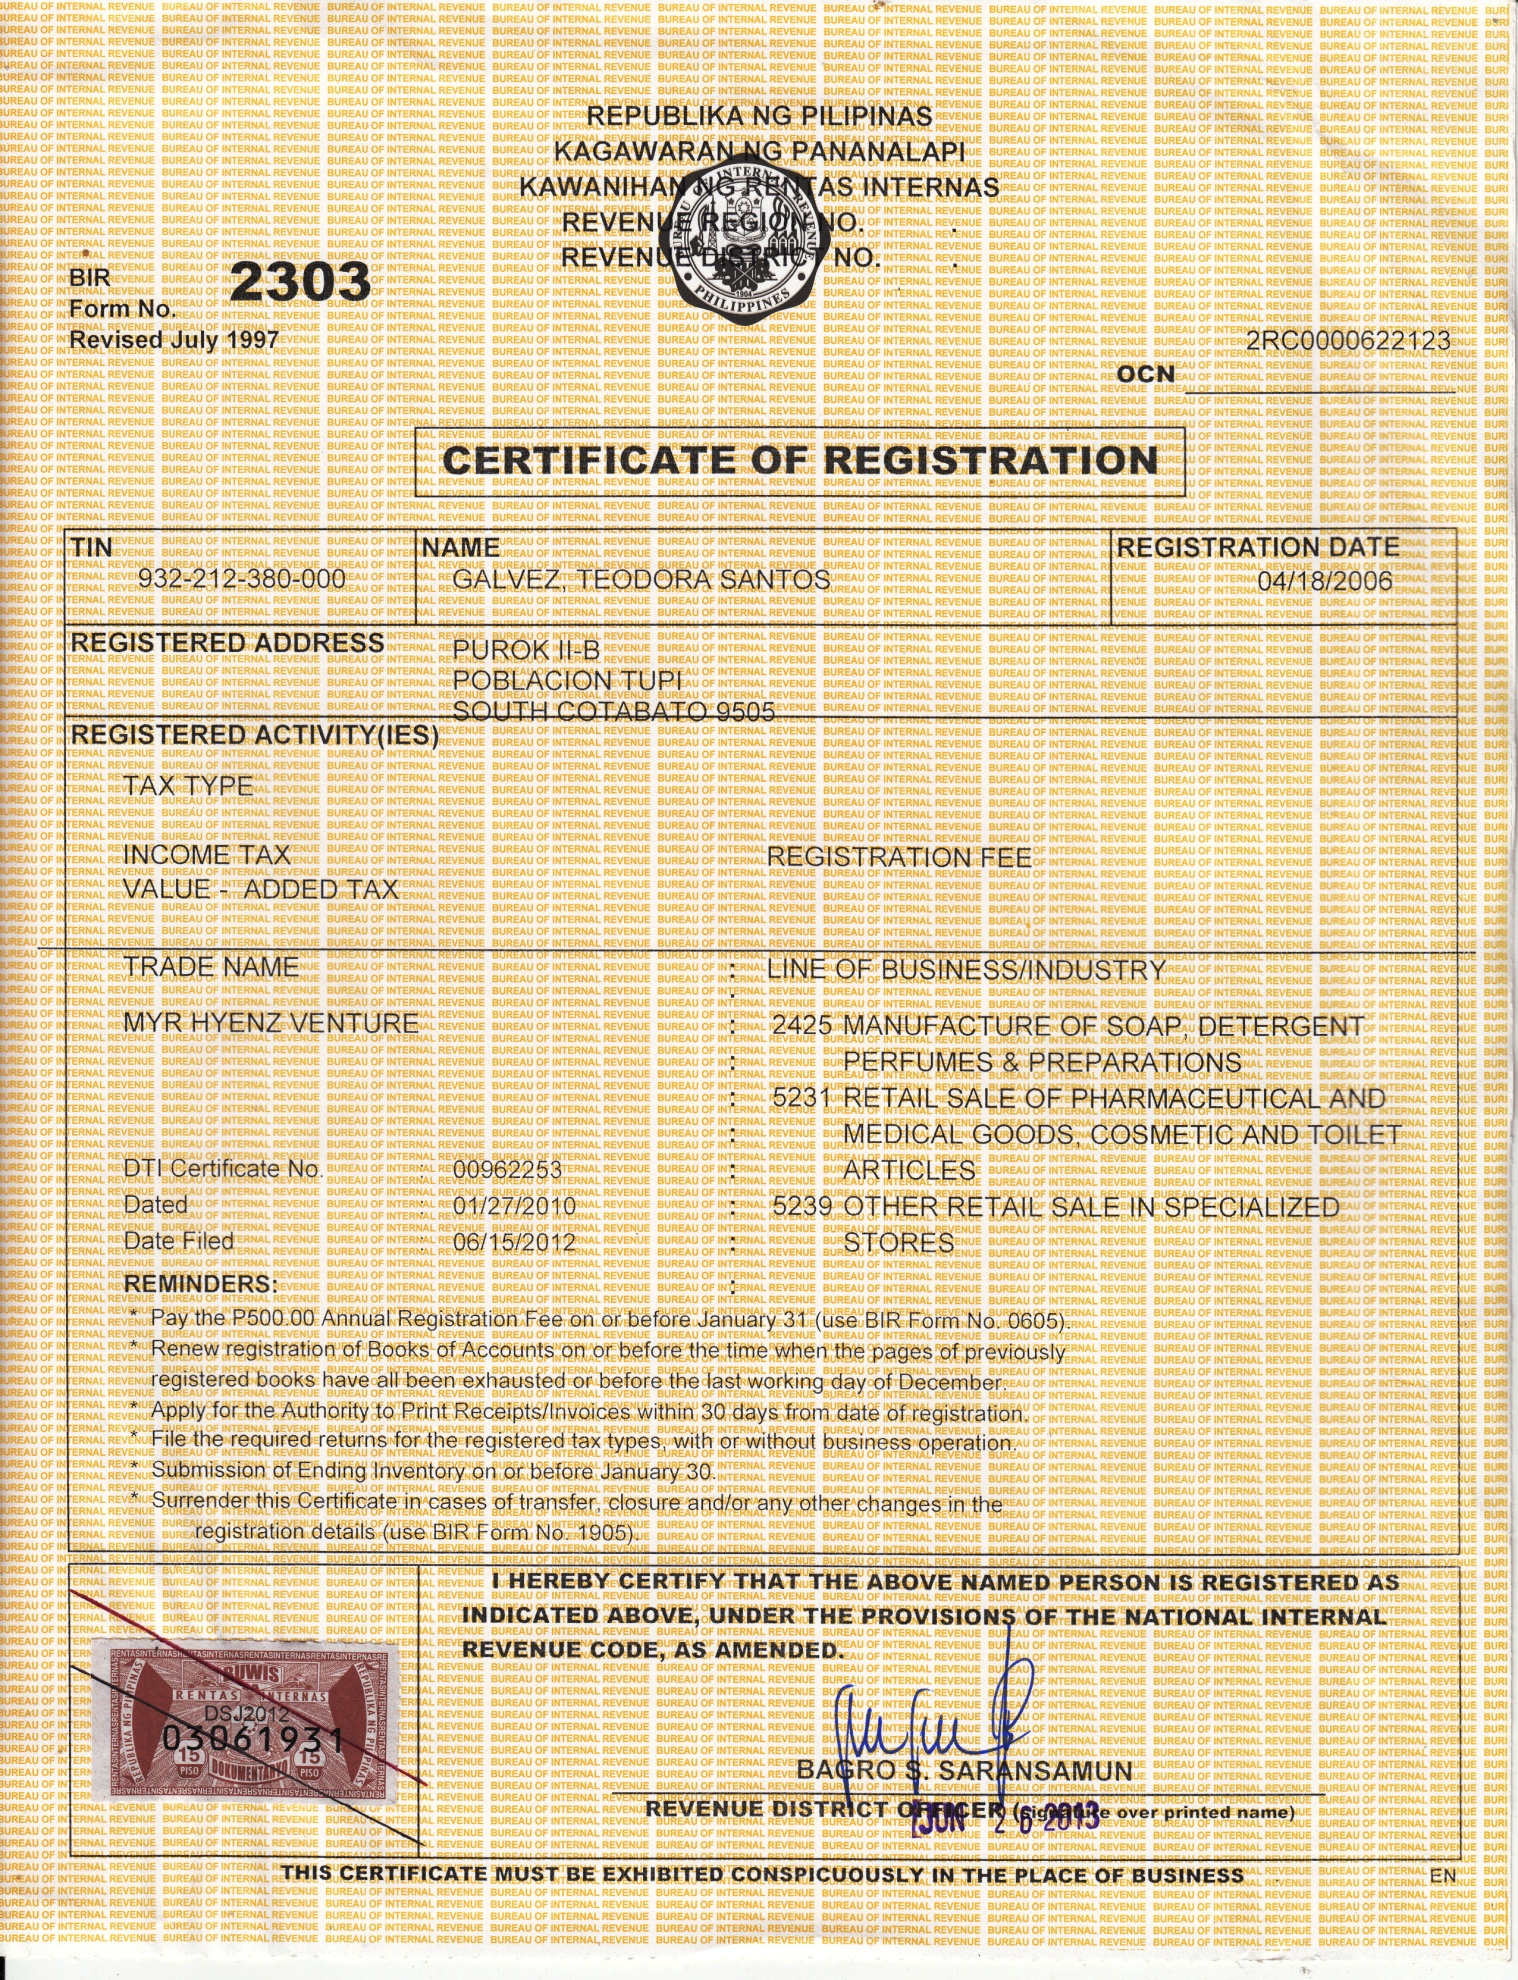 REPUBLIKA NG PILIPINAS
KAGAWARAN NG PANANALAPI
KAWANIHAN NG RENTAS INTERNAS
REVENUE REGION NO. .
REVENUE DISTRICT NO. .
BUREAU OF INTERNAL REVENUE
PHILIPPINES
1904
BIR
Form No.
2303
Revised July 1997
2RC0000622123
OCN
CERTIFICATE OF REGISTRATION
TIN NAME REGISTRATION DATE
932-212-380-000 GALVEZ, TEODORA SANTOS 04/18/2006
REGISTERED ADDRESS PUROK II-B
POBLACION TUPI
SOUTH COTABATO 9505
REGISTERED ACTIVITY(IES)
TAX TYPE
INCOME TAX REGISTRATION FEE
VALUE - ADDED TAX
TRADE NAME : LINE OF BUSINESS/INDUSTRY
:
MYR HYENZ VENTURE : 2425 MANUFACTURE OF SOAP, DETERGENT
: PERFUMES & PREPARATIONS
: 5231 RETAIL SALE OF PHARMACEUTICAL AND
: MEDICAL GOODS, COSMETIC AND TOILET
DTI Certificate No. : 00962253 : ARTICLES
Dated : 01/27/2010 : 5239 OTHER RETAIL SALE IN SPECIALIZED
Date Filed : 06/15/2012 : STORES
REMINDERS: :
* Pay the P500.00 Annual Registration Fee on or before January 31 (use BIR Form No. 0605).
* Renew registration of Books of Accounts on or before the time when the pages of previously
registered books have all been exhausted or before the last working day of December.
* Apply for the Authority to Print Receipts/Invoices within 30 days from date of registration.
* File the required returns for the registered tax types, with or without business operation.
* Submission of Ending Inventory on or before January 30.
* Surrender this Certificate in cases of transfer, closure and/or any other changes in the
registration details (use BIR Form No. 1905).
I HEREBY CERTIFY THAT THE ABOVE NAMED PERSON IS REGISTERED AS
INDICATED ABOVE, UNDER THE PROVISIONS OF THE NATIONAL INTERNAL
REVENUE CODE, AS AMENDED.
BUWIS
RENTAS INTERNAS
REPUBLIKA NG PILIPINAS
DSJ2012
03061931
15 15
PISO PISO
DOKUMENTARYO
BAGRO S. SARANSAMUN
REVENUE DISTRICT OFFICER (signature over printed name)
JUN 26 2013
THIS CERTIFICATE MUST BE EXHIBITED CONSPICUOUSLY IN THE PLACE OF BUSINESS EN